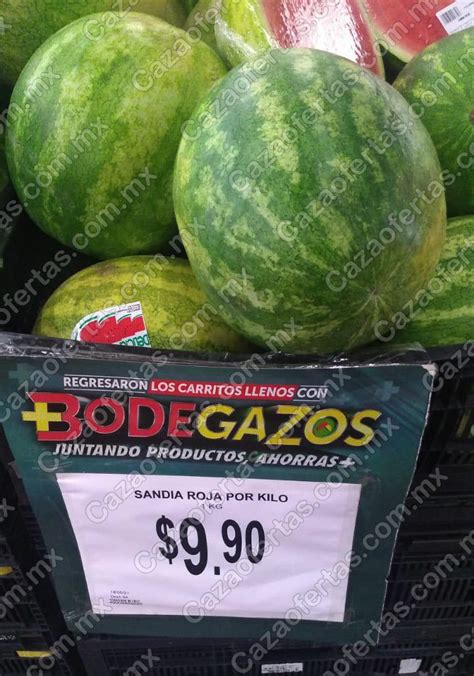 REGRESARON LOS CARRITOS LLENOS CON
+BODEGAZOS
JUNTANDO PRODUCTOS, AHORRAS+
SANDIA ROJA POR KILO
1 KG
$9.90
Cazaofertas.com.mx